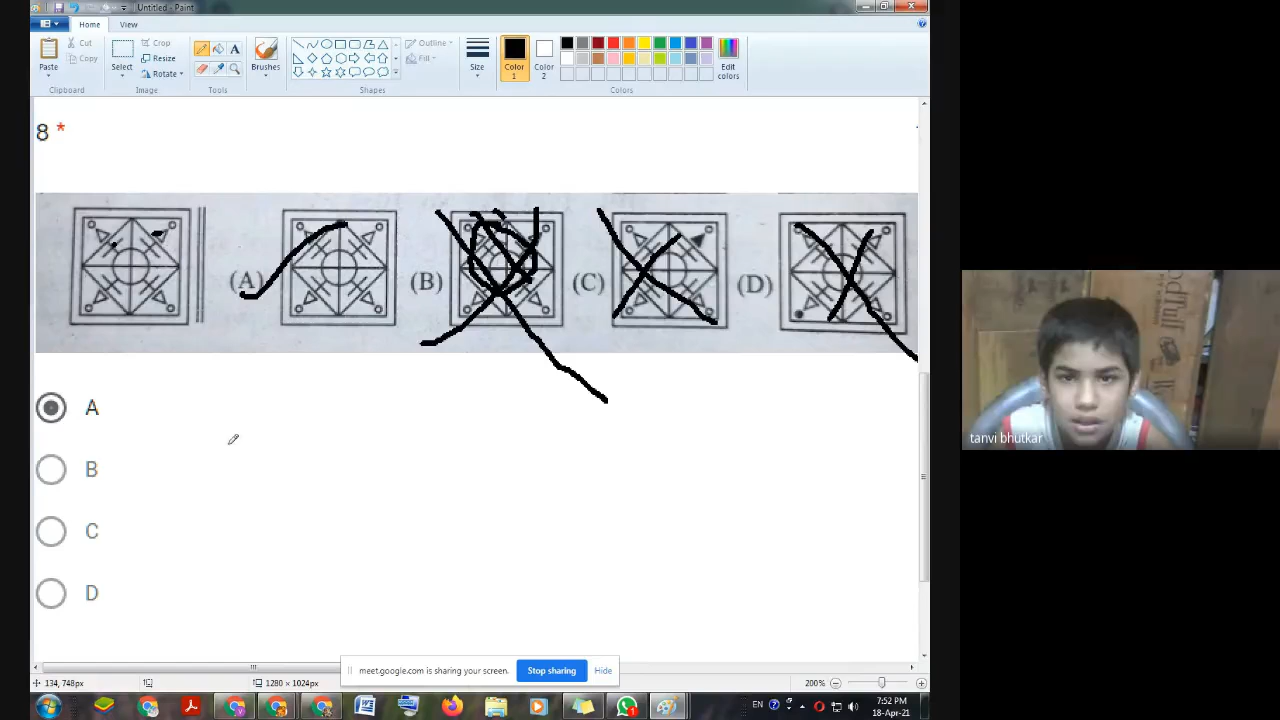 Untitled - Paint
Home
View
Paste
Cut
Copy
Clipboard
Select
Crop
Resize
Rotate
Image
Tools
Brushes
Shapes
Outline
Fill
Size
Color
1
Color
2
Edit
colors
Colors
8 *
(A)
(B)
(C)
(D)
A
B
C
D
tanvi bhutkar
meet.google.com is sharing your screen.
Stop sharing
Hide
134, 748px
1280 × 1024px
200%
EN
7:52 PM
18-Apr-21